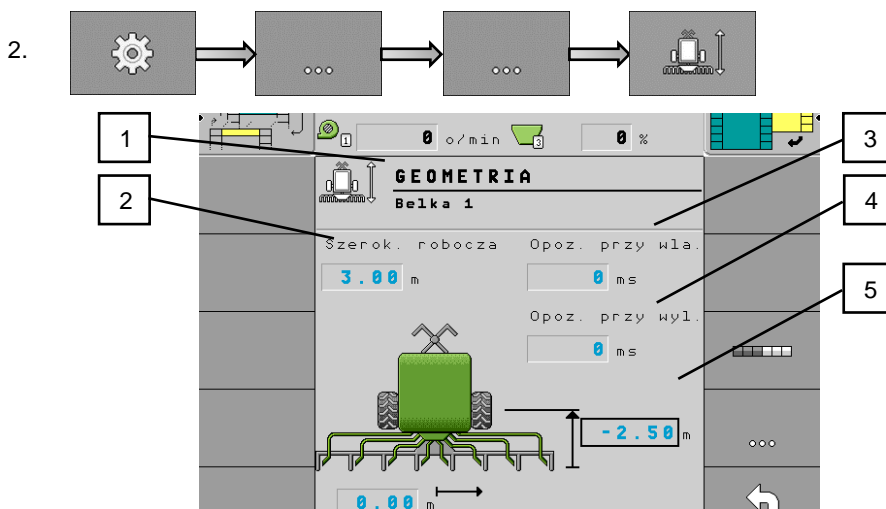 2.
1
2
3
4
5
1 0 o/min 3 0 %
GEOMETRIA
Belka 1
Szerok. robocza Opoz. przy wla.
3.00 m 0 ms
Opoz. przy wyl.
0 ms
-2.50 m
0.00 m